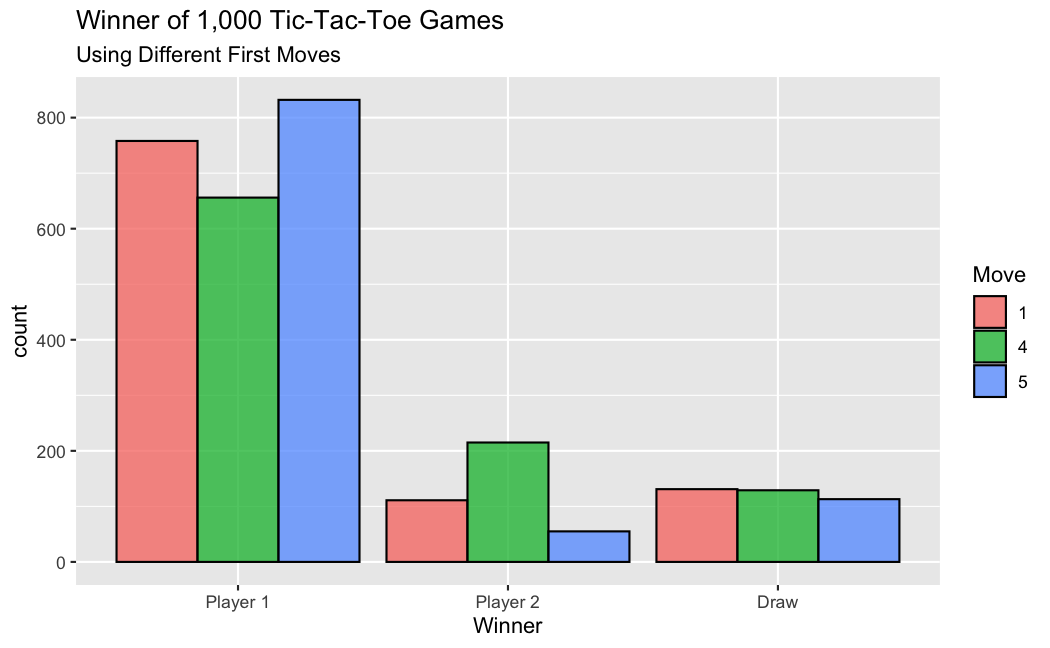 Winner of 1,000 Tic-Tac-Toe Games
Using Different First Moves
800
600
400
200
0
count
Player 1
Player 2
Draw
Winner
Move
1
4
5